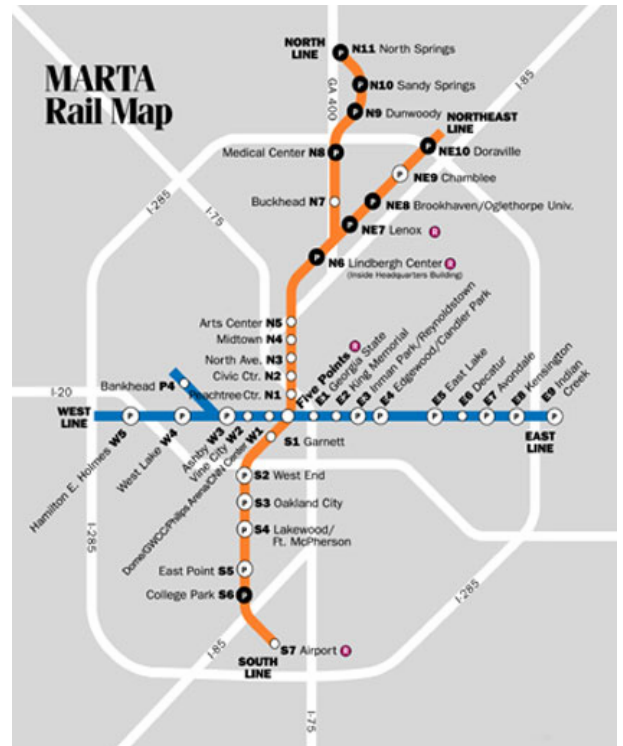 MARTA
Rail Map
NORTH
LINE
N11 North Springs
GA 400
N10 Sandy Springs
I-85
N9 Dunwoody
NORTHEAST
LINE
Medical Center N8
NE10 Doraville
NE9 Chamblee
I-285
I-75
Buckhead N7
NE8 Brookhaven/Oglethorpe Univ.
NE7 Lenox R
N6 Lindbergh Center R
(Inside Headquarters Building)
Arts Center N5
Midtown N4
North Ave. N3
Civic Ctr. N2
Peachtree Ctr. N1
Bankhead P4
I-20
WEST
LINE
Hamilton E. Holmes W5
West Lake W4
Ashby W3
Vine City W2
Dome/GWCC/Philips Arena/CNN Center W1
Five Points R
E1 Georgia State
E2 King Memorial
E3 Inman Park/Reynoldstown
E4 Edgewood/Candler Park
E5 East Lake
E6 Decatur
E7 Avondale
E8 Kensington
E9 Indian
Creek
EAST
LINE
S1 Garnett
S2 West End
S3 Oakland City
S4 Lakewood/
Ft. McPherson
I-285
East Point S5
College Park S6
I-285
I-85
S7 Airport R
SOUTH
LINE
I-75